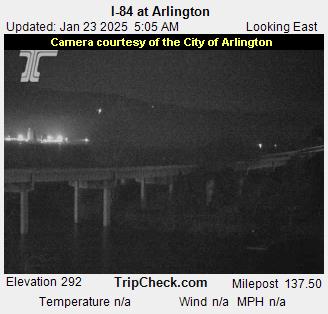 I-84 at Arlington
Updated: Jan 23 2025 5:05 AM Looking East
Camera courtesy of the City of Arlington
Elevation 292 TripCheck.com Milepost 137.50
Temperature n/a Wind n/a MPH n/a